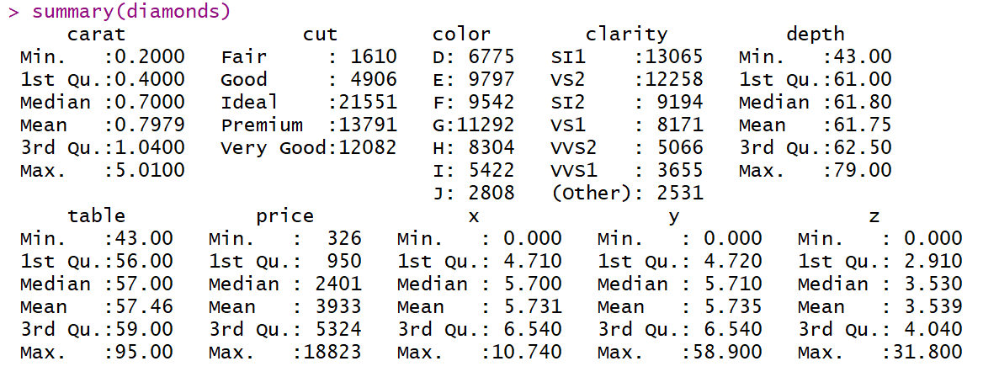 > summary(diamonds)
     carat               cut        color        clarity          depth
 Min.   :0.2000   Fair     : 1610   D: 6775   SI1    :13065   Min.   :43.00
 1st Qu.:0.4000   Good     : 4906   E: 9797   VS2    :12258   1st Qu.:61.00
 Median :0.7000   Ideal    :21551   F: 9542   SI2    : 9194   Median :61.80
 Mean   :0.7979   Premium  :13791   G:11292   VS1    : 8171   Mean   :61.75
 3rd Qu.:1.0400   Very Good:12082   H: 8304   VVS2   : 5066   3rd Qu.:62.50
 Max.   :5.0100                     I: 5422   VVS1   : 3655   Max.   :79.00
                                    J: 2808   (Other): 2531
     table           price             x                y                z
 Min.   :43.00   Min.   :  326   Min.   : 0.000   Min.   : 0.000   Min.   : 0.000
 1st Qu.:56.00   1st Qu.:  950   1st Qu.: 4.710   1st Qu.: 4.720   1st Qu.: 2.910
 Median :57.00   Median : 2401   Median : 5.700   Median : 5.710   Median : 3.530
 Mean   :57.46   Mean   : 3933   Mean   : 5.731   Mean   : 5.735   Mean   : 3.539
 3rd Qu.:59.00   3rd Qu.: 5324   3rd Qu.: 6.540   3rd Qu.: 6.540   3rd Qu.: 4.040
 Max.   :95.00   Max.   :18823   Max.   :10.740   Max.   :58.900   Max.   :31.800